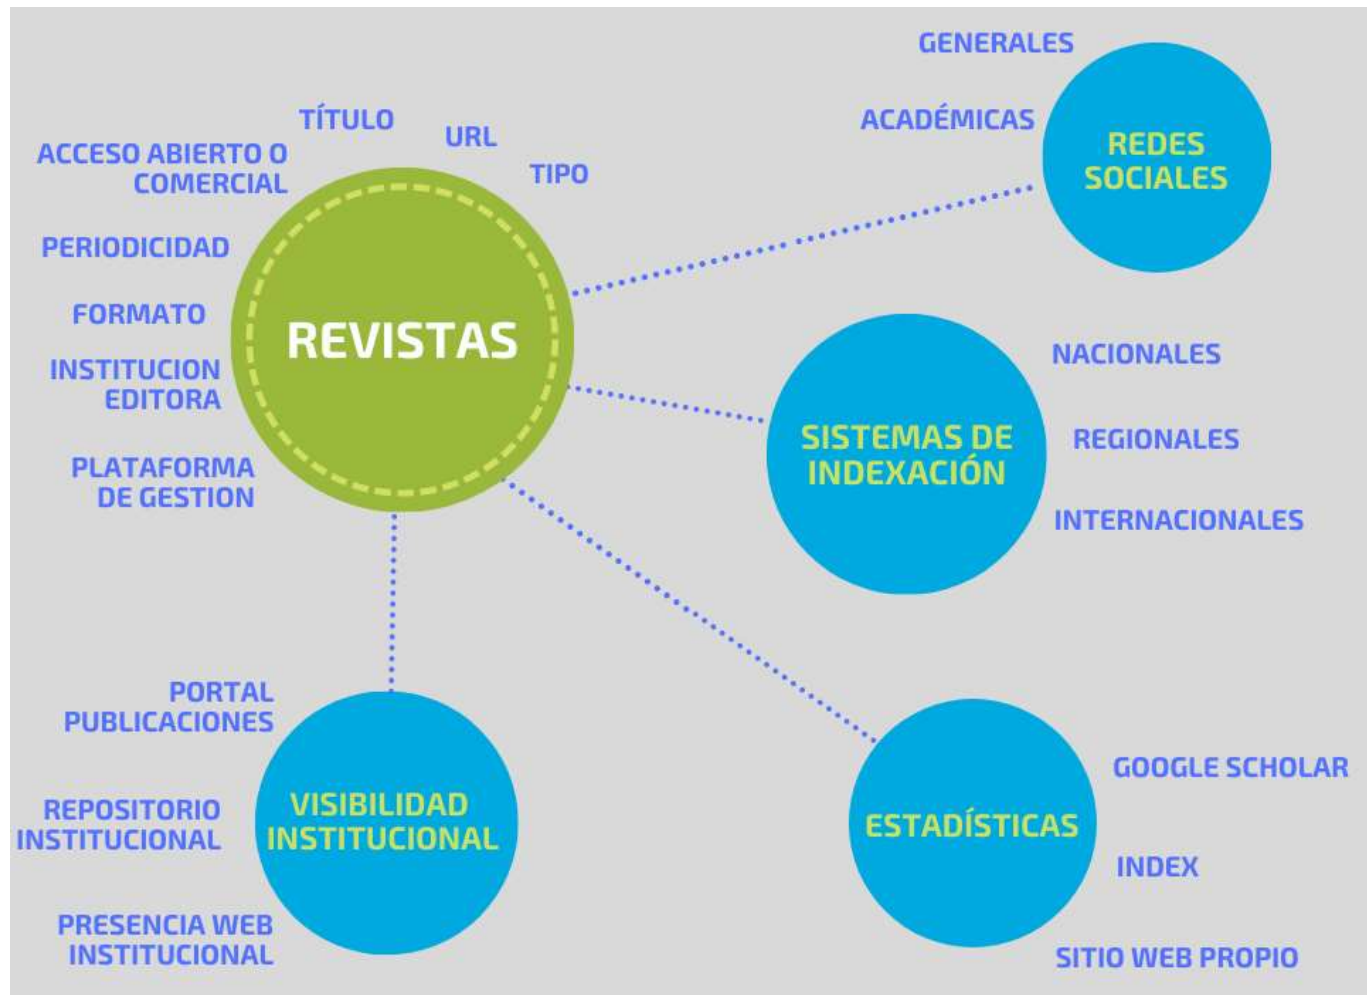 TÍTULO
URL
TIPO
ACCESO ABIERTO O
COMERCIAL
PERIODICIDAD
FORMATO
INSTITUCION
EDITORA
PLATAFORMA
DE GESTION
REVISTAS
GENERALES
ACADÉMICAS
REDES
SOCIALES
SISTEMAS DE
INDEXACIÓN
NACIONALES
REGIONALES
INTERNACIONALES
PORTAL
PUBLICACIONES
REPOSITORIO
INSTITUCIONAL
PRESENCIA WEB
INSTITUCIONAL
VISIBILIDAD
INSTITUCIONAL
ESTADÍSTICAS
GOOGLE SCHOLAR
INDEX
SITIO WEB PROPIO